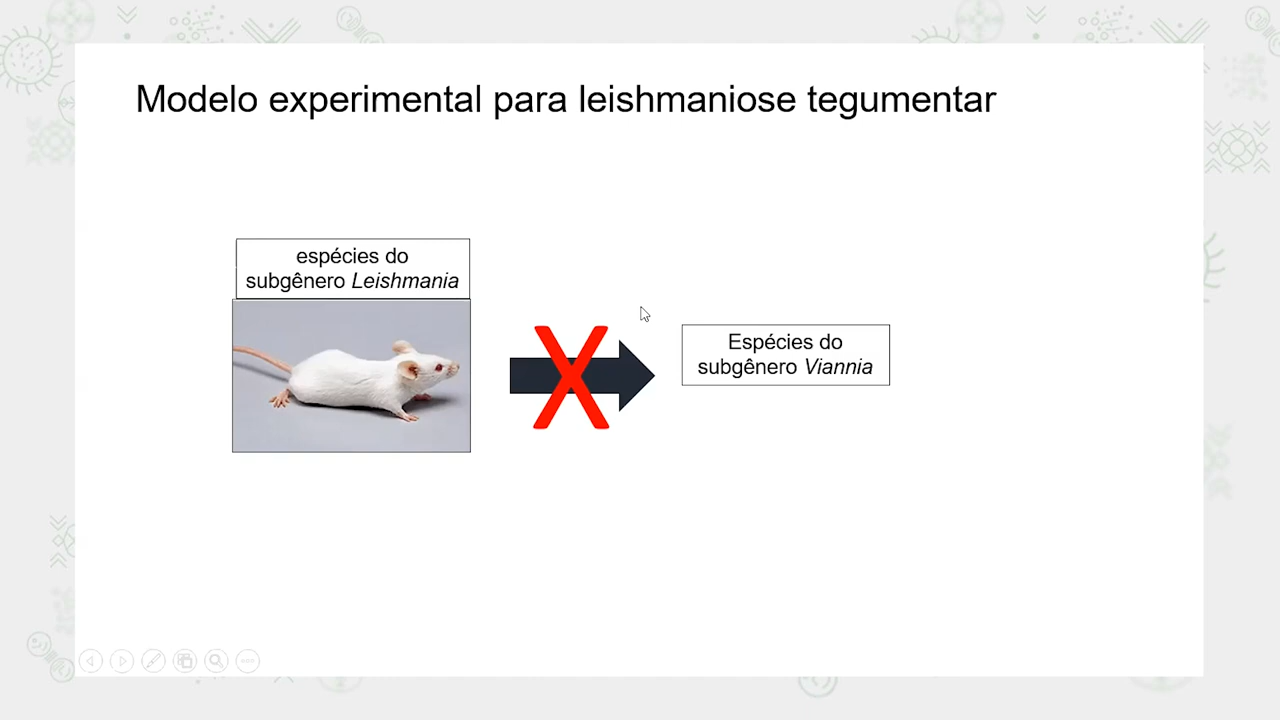 Modelo experimental para leishmaniose tegumentar
espécies do
subgênero Leishmania
Espécies do
subgênero Viannia